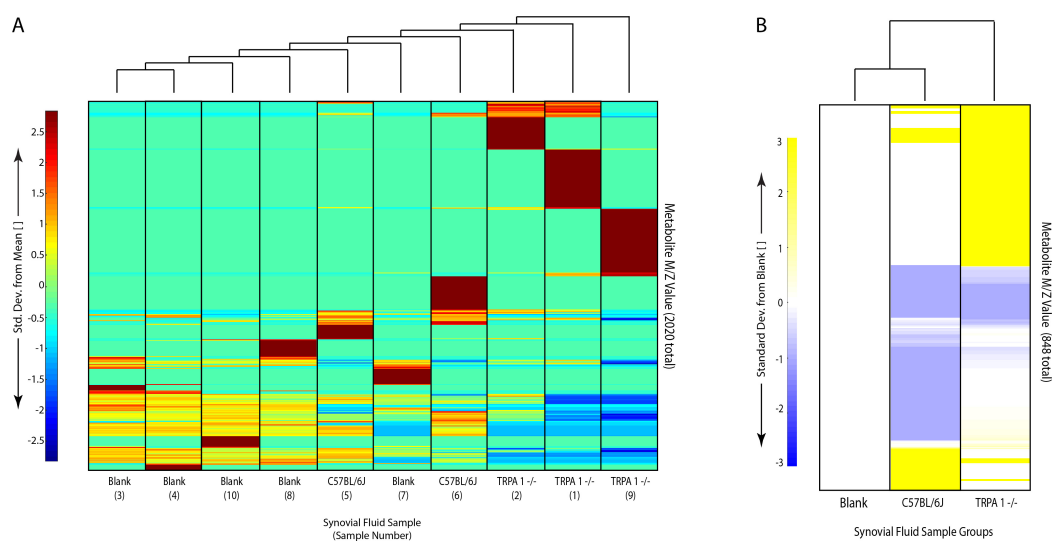 A
B
2.5
2
1.5
1
0.5
0
-0.5
-1
-1.5
-2
-2.5
Std. Dev. from Mean [ ]
Metabolite M/Z Value (2020 total)
Blank
(3)
Blank
(4)
Blank
(10)
Blank
(8)
C57BL/6J
(5)
Blank
(7)
C57BL/6J
(6)
TRPA 1 -/-
(2)
TRPA 1 -/-
(1)
TRPA 1 -/-
(9)
Synovial Fluid Sample
(Sample Number)
3
2
1
0
-1
-2
-3
Standard Dev. from Blank [ ]
Metabolite M/Z Value (848 total)
Blank
C57BL/6J
TRPA 1 -/-
Synovial Fluid Sample Groups